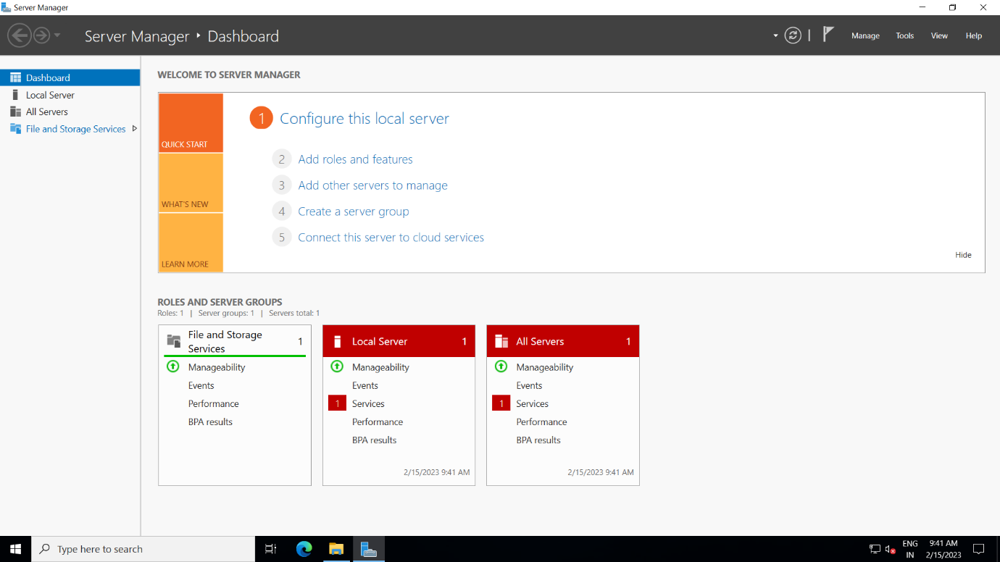 Server Manager
Server Manager Dashboard
Manage Tools View Help
Dashboard
Local Server
All Servers
File and Storage Services
WELCOME TO SERVER MANAGER
QUICK START
WHAT'S NEW
LEARN MORE
1 Configure this local server
2 Add roles and features
3 Add other servers to manage
4 Create a server group
5 Connect this server to cloud services
Hide
ROLES AND SERVER GROUPS
Roles: 1 | Server groups: 1 | Servers total: 1
File and Storage
Services 1
Manageability
Events
Performance
BPA results
Local Server 1
Manageability
Events
1 Services
Performance
BPA results
2/15/2023 9:41 AM
All Servers 1
Manageability
Events
1 Services
Performance
BPA results
2/15/2023 9:41 AM
Type here to search
ENG
IN
9:41 AM
2/15/2023